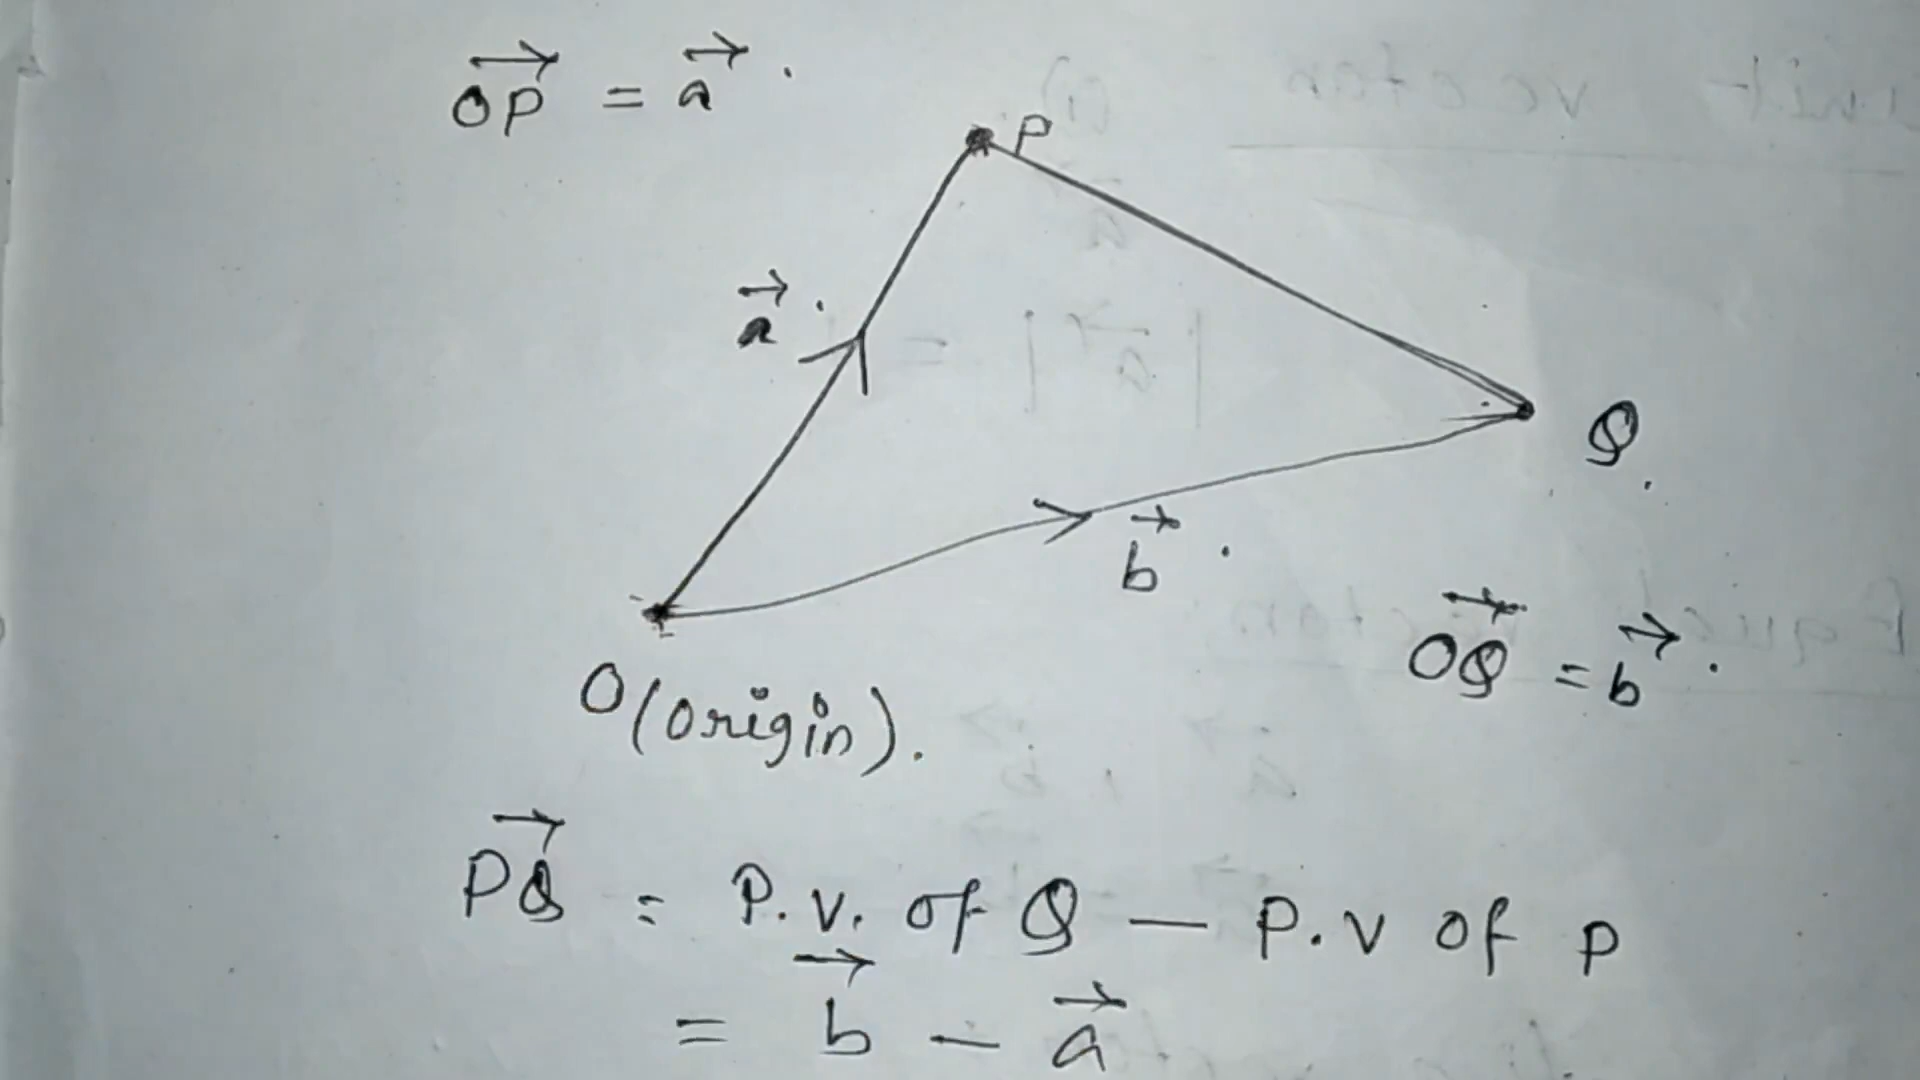 OP = a .
P
a .
Q .
b .
OQ = b .
O (origin).
PQ = P.v. of Q — P.v of P
= b — a